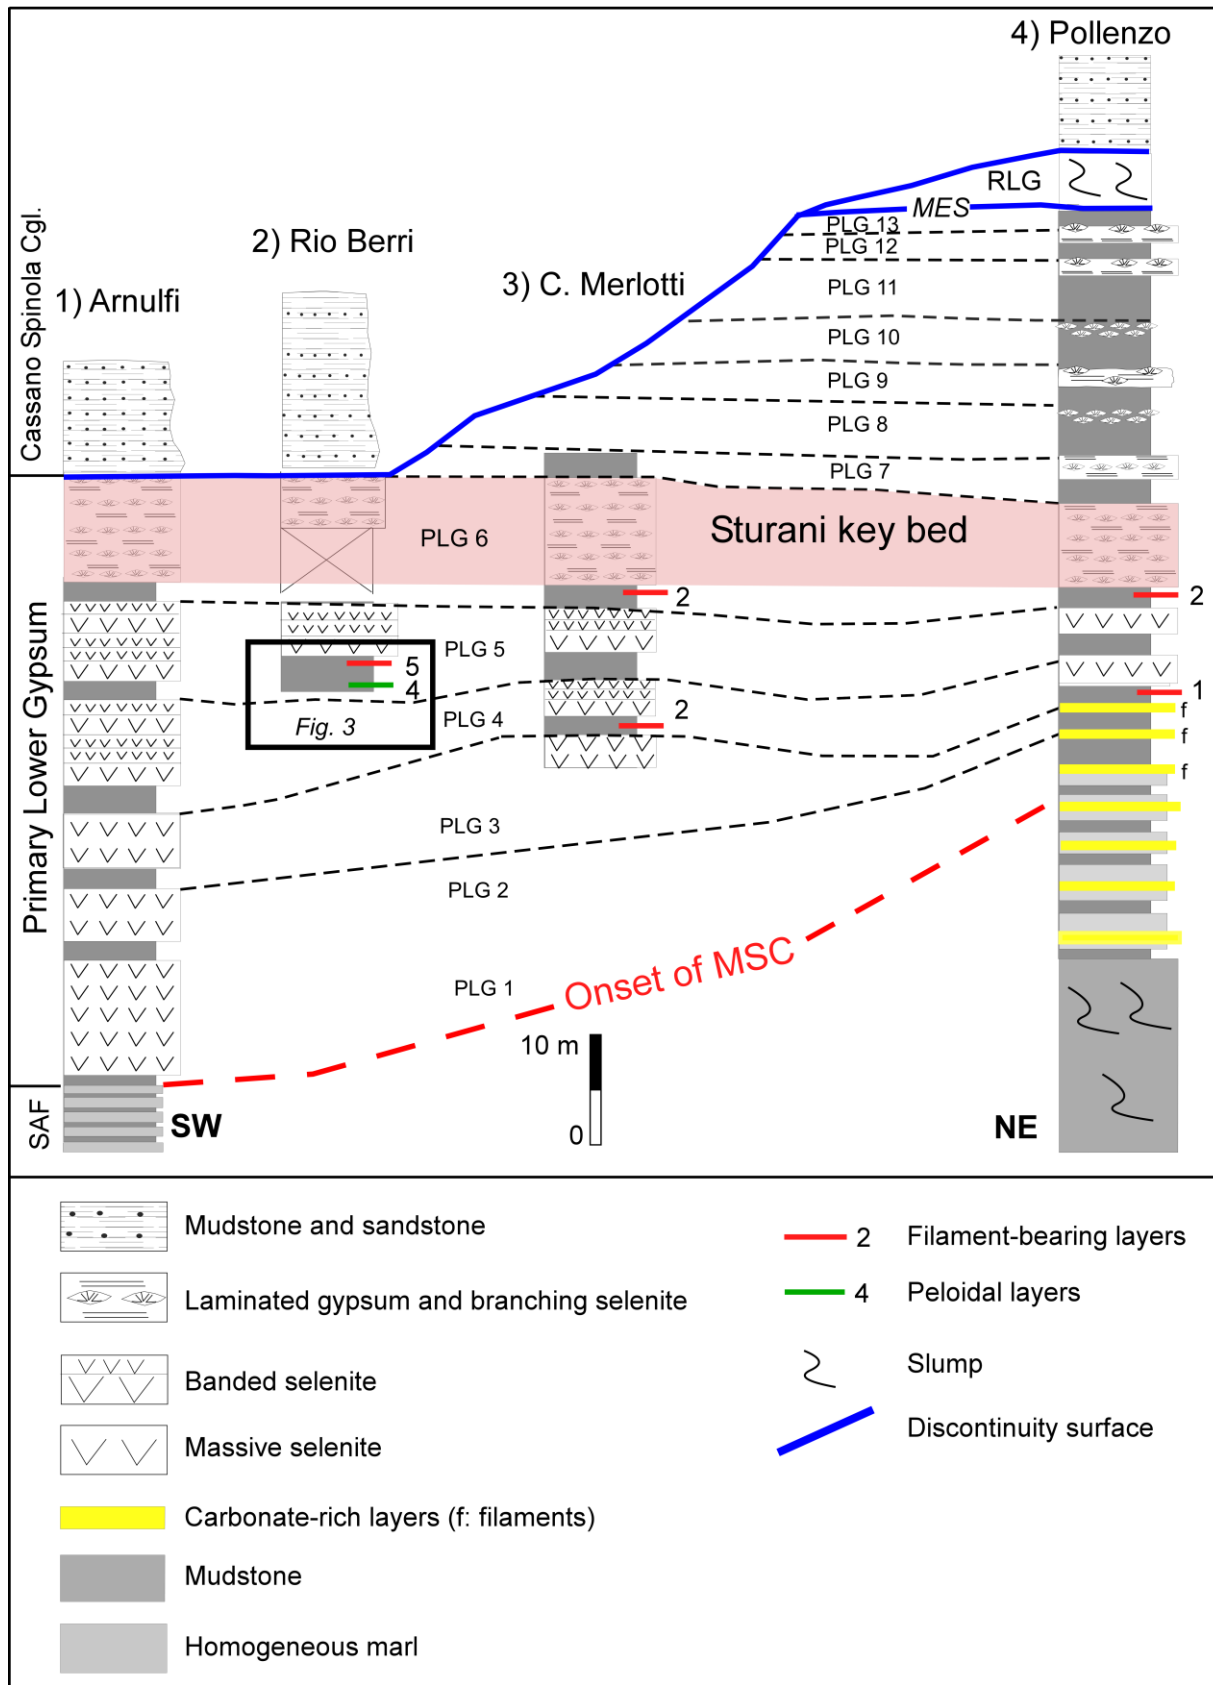 4) Pollenzo
RLG
MES
PLG 13
PLG 12
2) Rio Berri
3) C. Merlotti
PLG 11
1) Arnulfi
PLG 10
PLG 9
PLG 8
Cassano Spinola Cgl.
PLG 7
PLG 6
Sturani key bed
2
2
PLG 5
5
4
Fig. 3
PLG 4
2
1
f
f
f
Primary Lower Gypsum
PLG 3
PLG 2
PLG 1
Onset of MSC
10 m
0
SAF
SW
NE
Mudstone and sandstone
Laminated gypsum and branching selenite
Banded selenite
Massive selenite
Carbonate-rich layers (f: filaments)
Mudstone
Homogeneous marl
2 Filament-bearing layers
4 Peloidal layers
Slump
Discontinuity surface